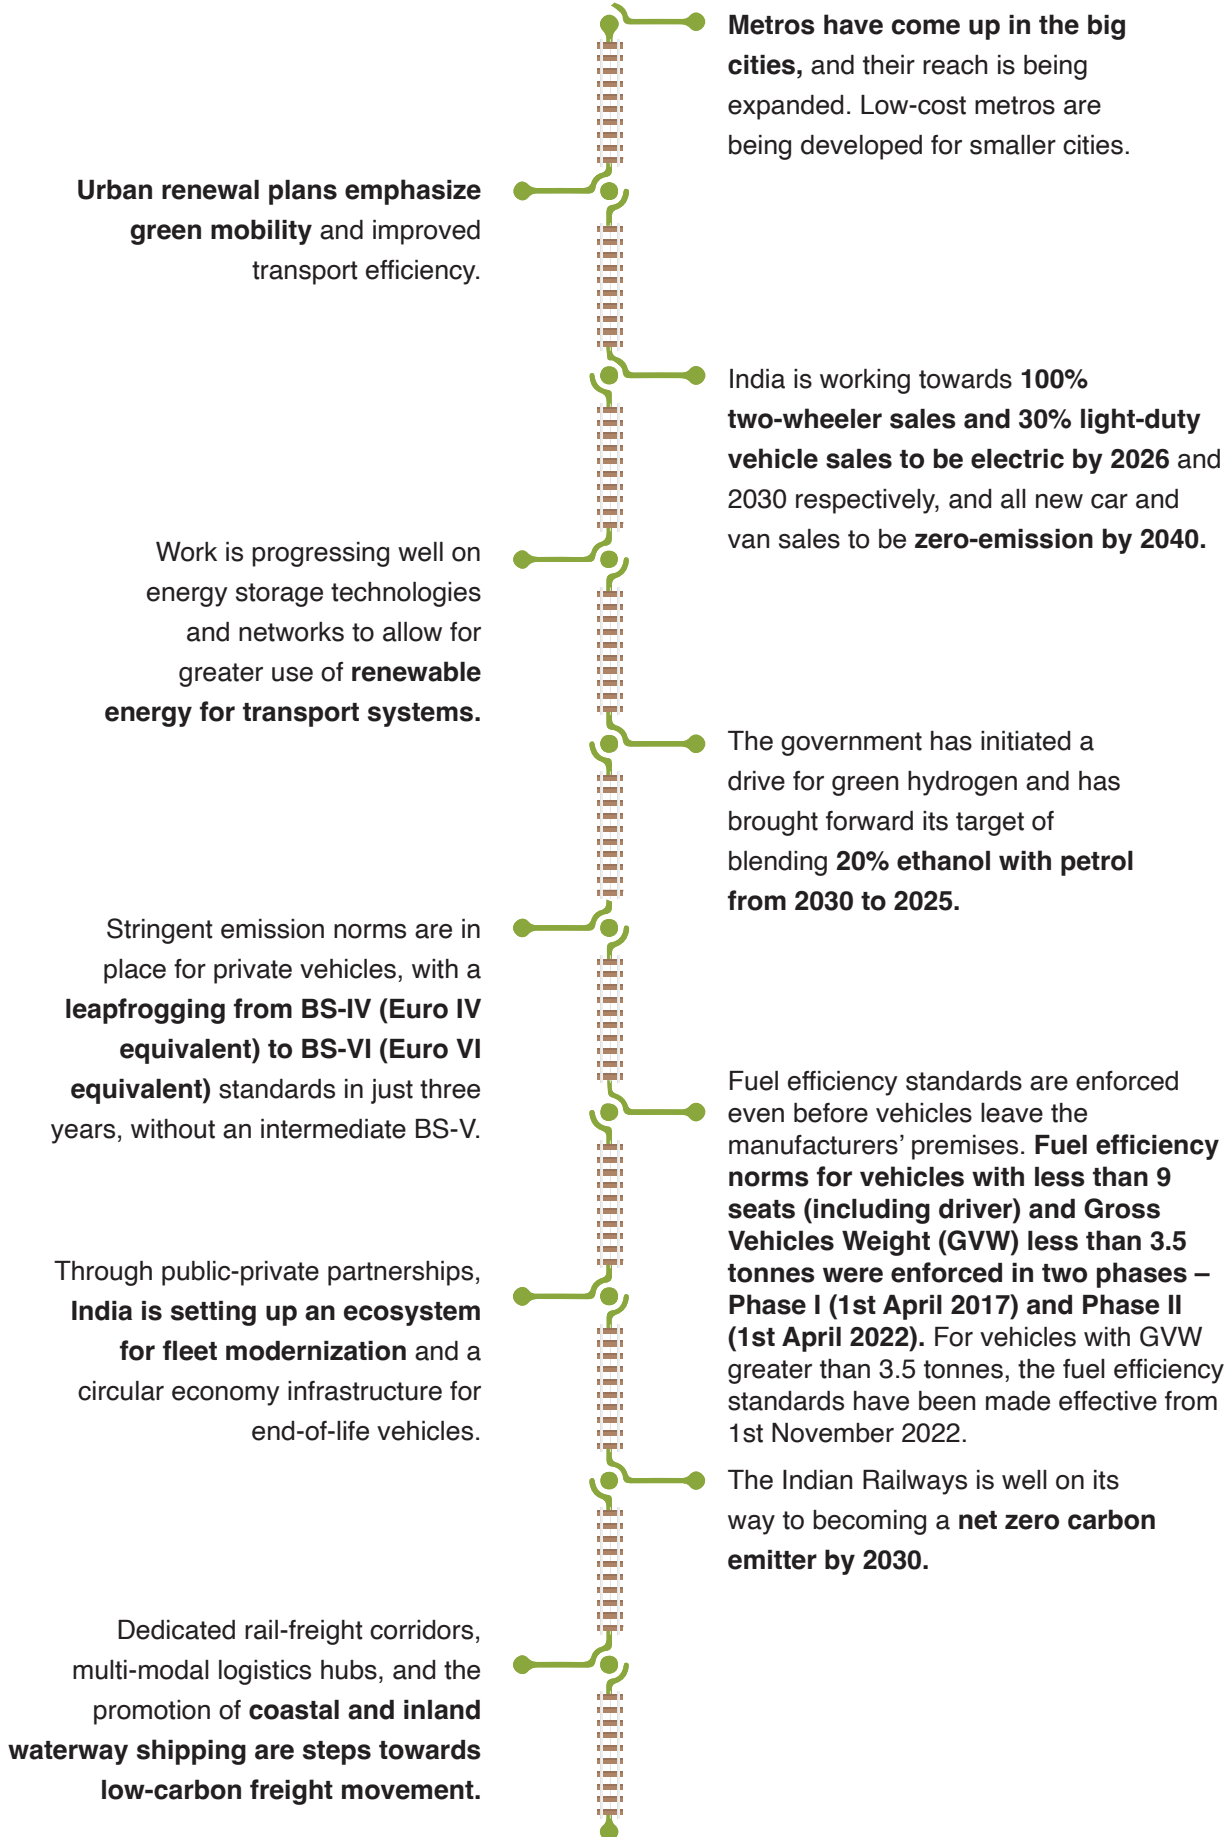 Metros have come up in the big
cities, and their reach is being
expanded. Low-cost metros are
being developed for smaller cities.
Urban renewal plans emphasize
green mobility and improved
transport efficiency.
India is working towards 100%
two-wheeler sales and 30% light-duty
vehicle sales to be electric by 2026 and
2030 respectively, and all new car and
van sales to be zero-emission by 2040.
Work is progressing well on
energy storage technologies
and networks to allow for
greater use of renewable
energy for transport systems.
The government has initiated a
drive for green hydrogen and has
brought forward its target of
blending 20% ethanol with petrol
from 2030 to 2025.
Stringent emission norms are in
place for private vehicles, with a
leapfrogging from BS-IV (Euro IV
equivalent) to BS-VI (Euro VI
equivalent) standards in just three
years, without an intermediate BS-V.
Fuel efficiency standards are enforced
even before vehicles leave the
manufacturers' premises. Fuel efficiency
norms for vehicles with less than 9
seats (including driver) and Gross
Vehicles Weight (GVW) less than 3.5
tonnes were enforced in two phases –
Phase I (1st April 2017) and Phase II
(1st April 2022). For vehicles with GVW
greater than 3.5 tonnes, the fuel efficiency
standards have been made effective from
1st November 2022.
Through public-private partnerships,
India is setting up an ecosystem
for fleet modernization and a
circular economy infrastructure for
end-of-life vehicles.
The Indian Railways is well on its
way to becoming a net zero carbon
emitter by 2030.
Dedicated rail-freight corridors,
multi-modal logistics hubs, and the
promotion of coastal and inland
waterway shipping are steps towards
low-carbon freight movement.